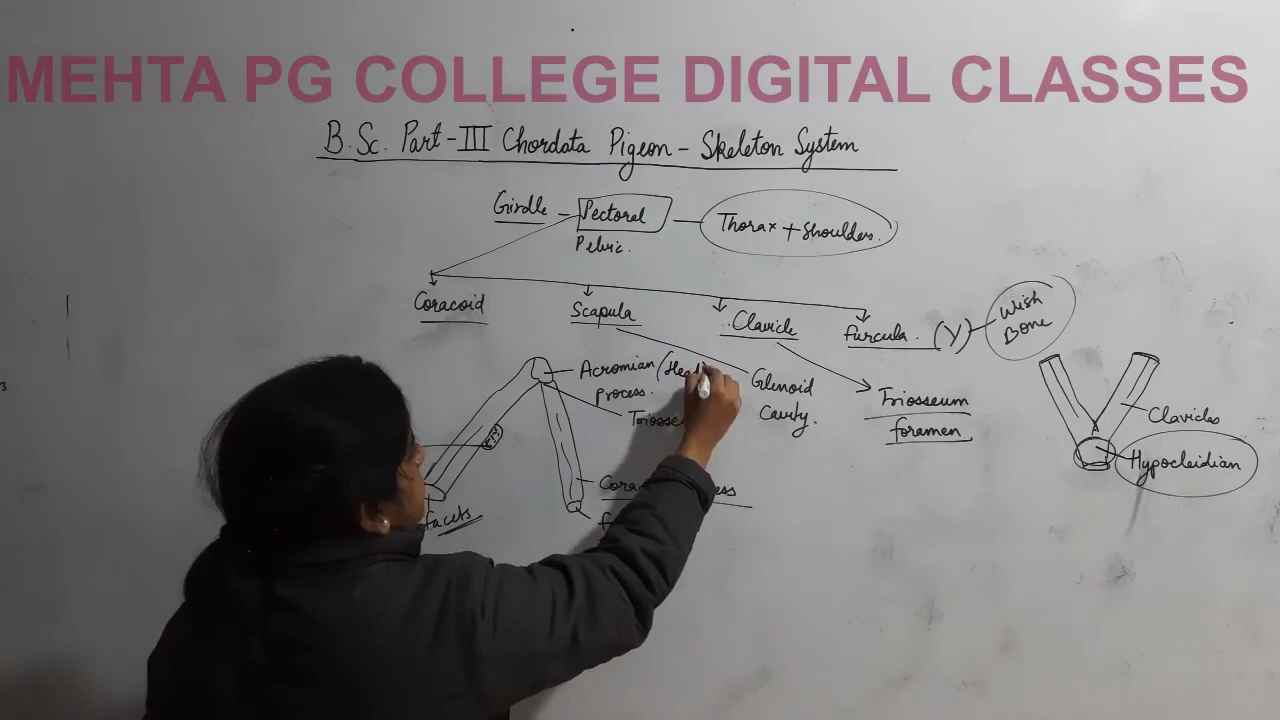 MEHTA PG COLLEGE DIGITAL CLASSES
B.Sc. Part-III Chordata Pigeon - Skeleton System
Girdle - Pectoral - Thorax + Shoulder.
Pelvic.
Coracoid
Scapula
Clavicle
furcula. (Y) - Wish
Bone
Acromian (Head
process.
Glenoid
Cavity.
Triosseum
foramen
Clavicles
Hypocleidian
facets